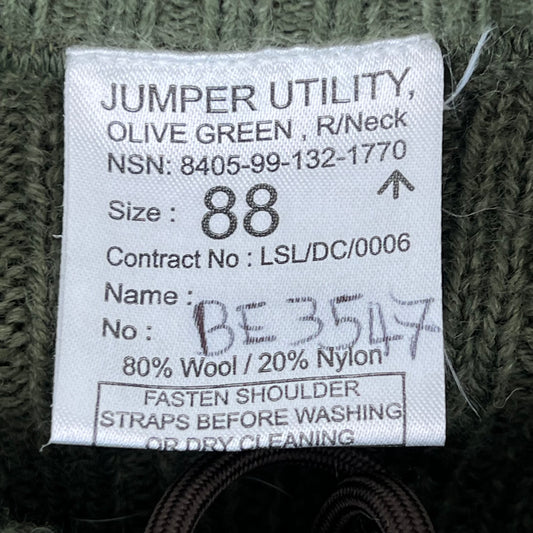 JUMPER UTILITY,
OLIVE GREEN , R/Neck
NSN: 8405-99-132-1770
Size : 88
Contract No : LSL/DC/0006
Name :
No : BE3547
80% Wool / 20% Nylon
FASTEN SHOULDER
STRAPS BEFORE WASHING
OR DRY CLEANING